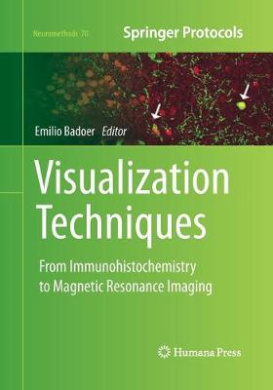 Neuromethods 70
Springer Protocols
Emilio Badoer Editor
Visualization
Techniques
From Immunohistochemistry
to Magnetic Resonance Imaging
Humana Press